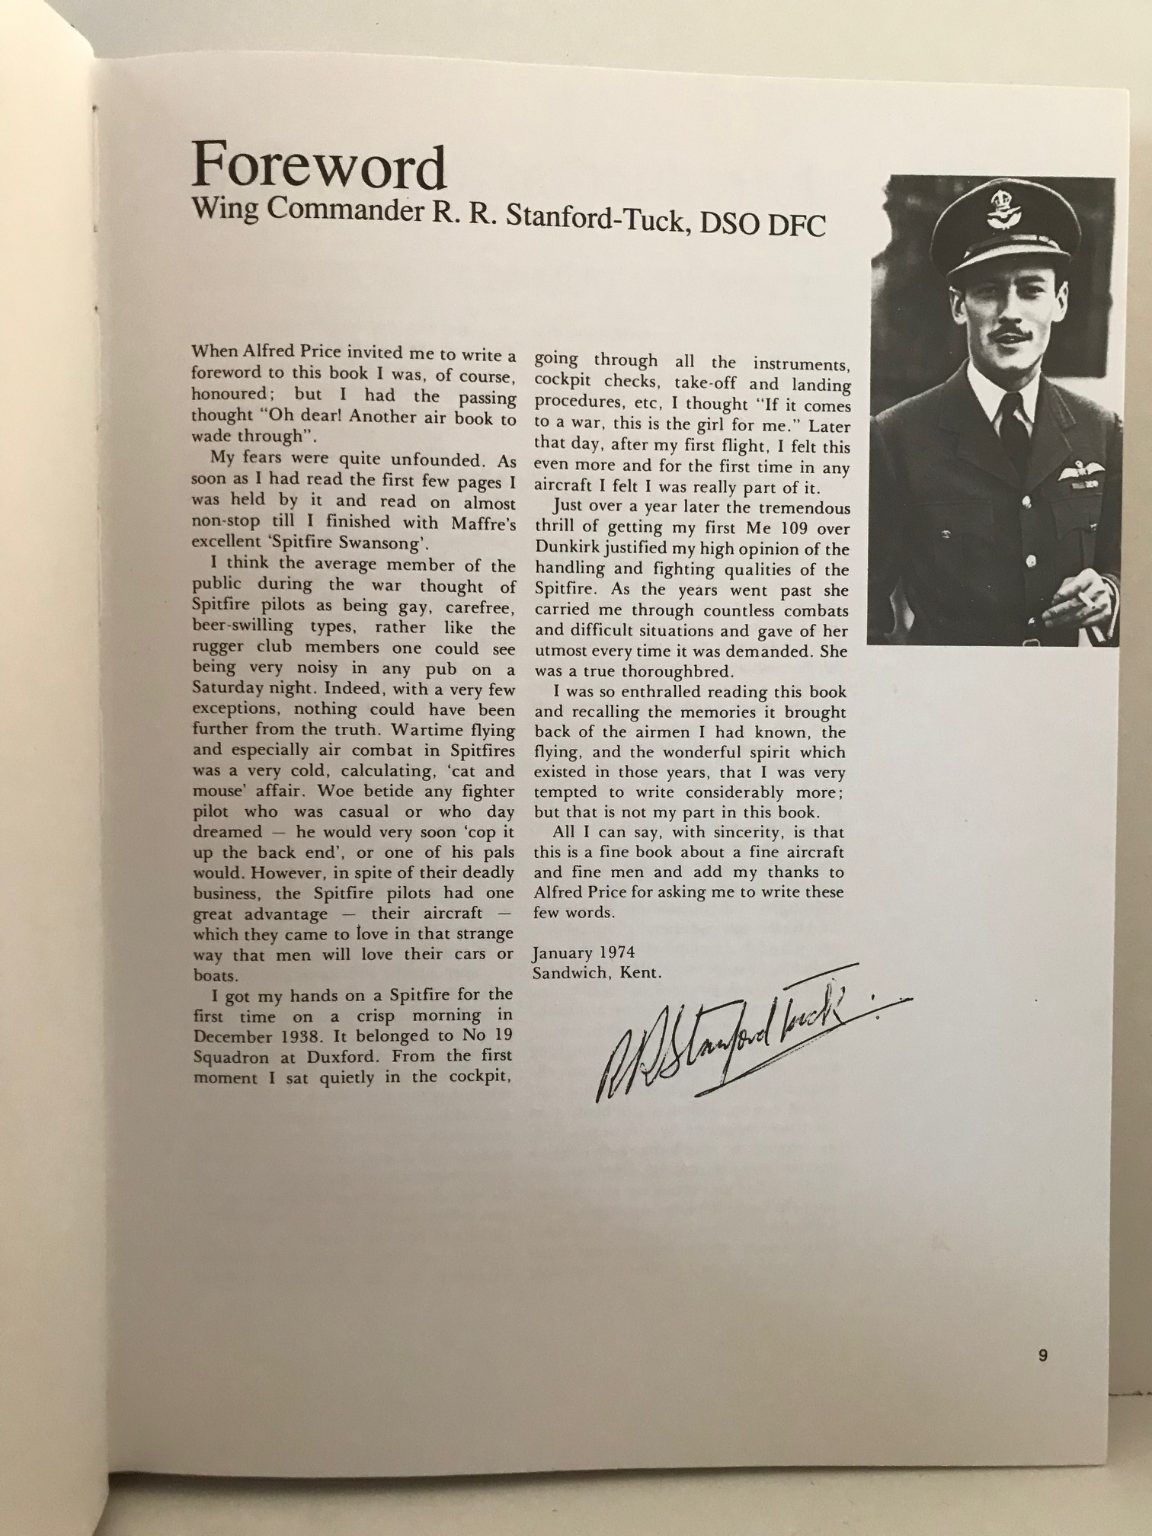 Foreword
Wing Commander R. R. Stanford-Tuck, DSO DFC
When Alfred Price invited me to write a
foreword to this book I was, of course,
honoured; but I had the passing
thought "Oh dear! Another air book to
wade through".
My fears were quite unfounded. As
soon as I had read the first few pages I
was held by it and read on almost
non-stop till I finished with Maffre's
excellent 'Spitfire Swansong'.
I think the average member of the
public during the war thought of
Spitfire pilots as being gay, carefree,
beer-swilling types, rather like the
rugger club members one could see
being very noisy in any pub on a
Saturday night. Indeed, with a very few
exceptions, nothing could have been
further from the truth. Wartime flying
and especially air combat in Spitfires
was a very cold, calculating, 'cat and
mouse' affair. Woe betide any fighter
pilot who was casual or who day
dreamed — he would very soon 'cop it
up the back end', or one of his pals
would. However, in spite of their deadly
business, the Spitfire pilots had one
great advantage — their aircraft —
which they came to love in that strange
way that men will love their cars or
boats.
I got my hands on a Spitfire for the
first time on a crisp morning in
December 1938. It belonged to No 19
Squadron at Duxford. From the first
moment I sat quietly in the cockpit,
going through all the instruments,
cockpit checks, take-off and landing
procedures, etc, I thought "If it comes
to a war, this is the girl for me." Later
that day, after my first flight, I felt this
even more and for the first time in any
aircraft I felt I was really part of it.
Just over a year later the tremendous
thrill of getting my first Me 109 over
Dunkirk justified my high opinion of the
handling and fighting qualities of the
Spitfire. As the years went past she
carried me through countless combats
and difficult situations and gave of her
utmost every time it was demanded. She
was a true thoroughbred.
I was so enthralled reading this book
and recalling the memories it brought
back of the airmen I had known, the
flying, and the wonderful spirit which
existed in those years, that I was very
tempted to write considerably more;
but that is not my part in this book.
All I can say, with sincerity, is that
this is a fine book about a fine aircraft
and fine men and add my thanks to
Alfred Price for asking me to write these
few words.
January 1974
Sandwich, Kent.
RRStanford Tuck
9